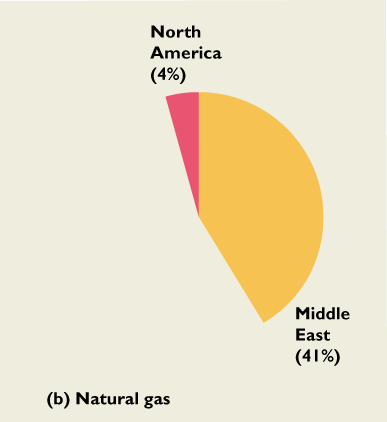 North
America
(4%)
Middle
East
(41%)
(b) Natural gas